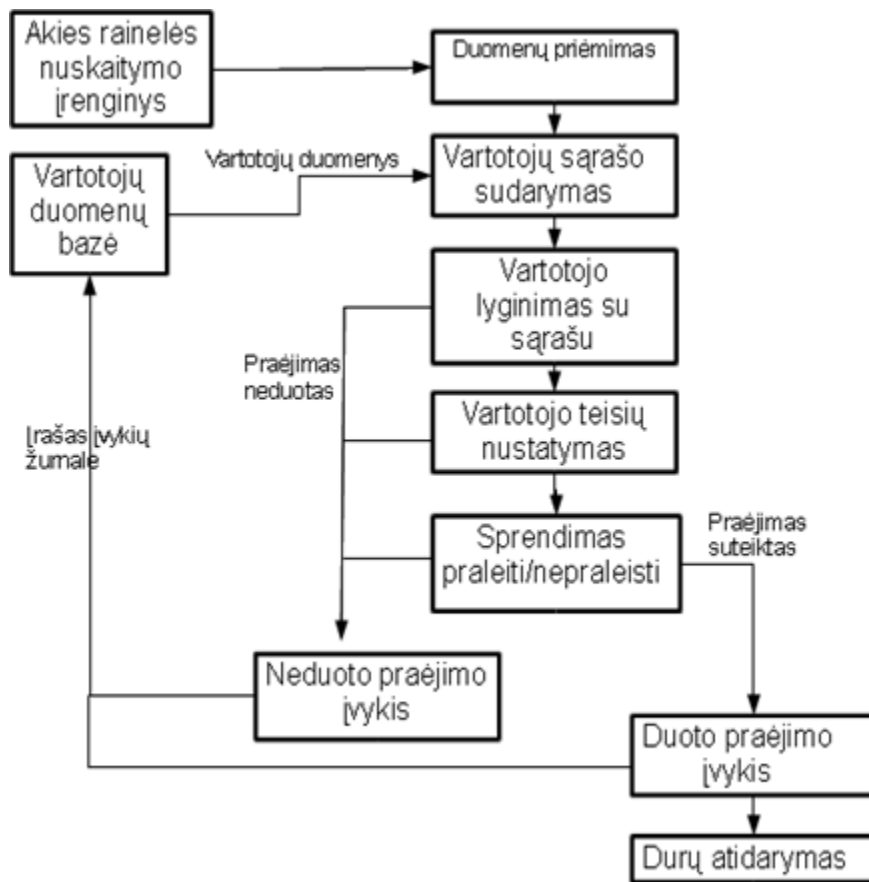 Akies rainelės
nuskaitymo
įrenginys
Duomenų priėmimas
Vartotojų duomenys
Vartotojų
duomenų
bazė
Vartotojų sąrašo
sudarymas
Vartotojo
lyginimas su
sąrašu
Praėjimas
neduotas
Vartotojo teisių
nustatymas
Įrašas įvykių
žurnale
Sprendimas
praleiti/nepraleisti
Praėjimas
suteiktas
Neduoto praėjimo
įvykis
Duoto praėjimo
įvykis
Durų atidarymas